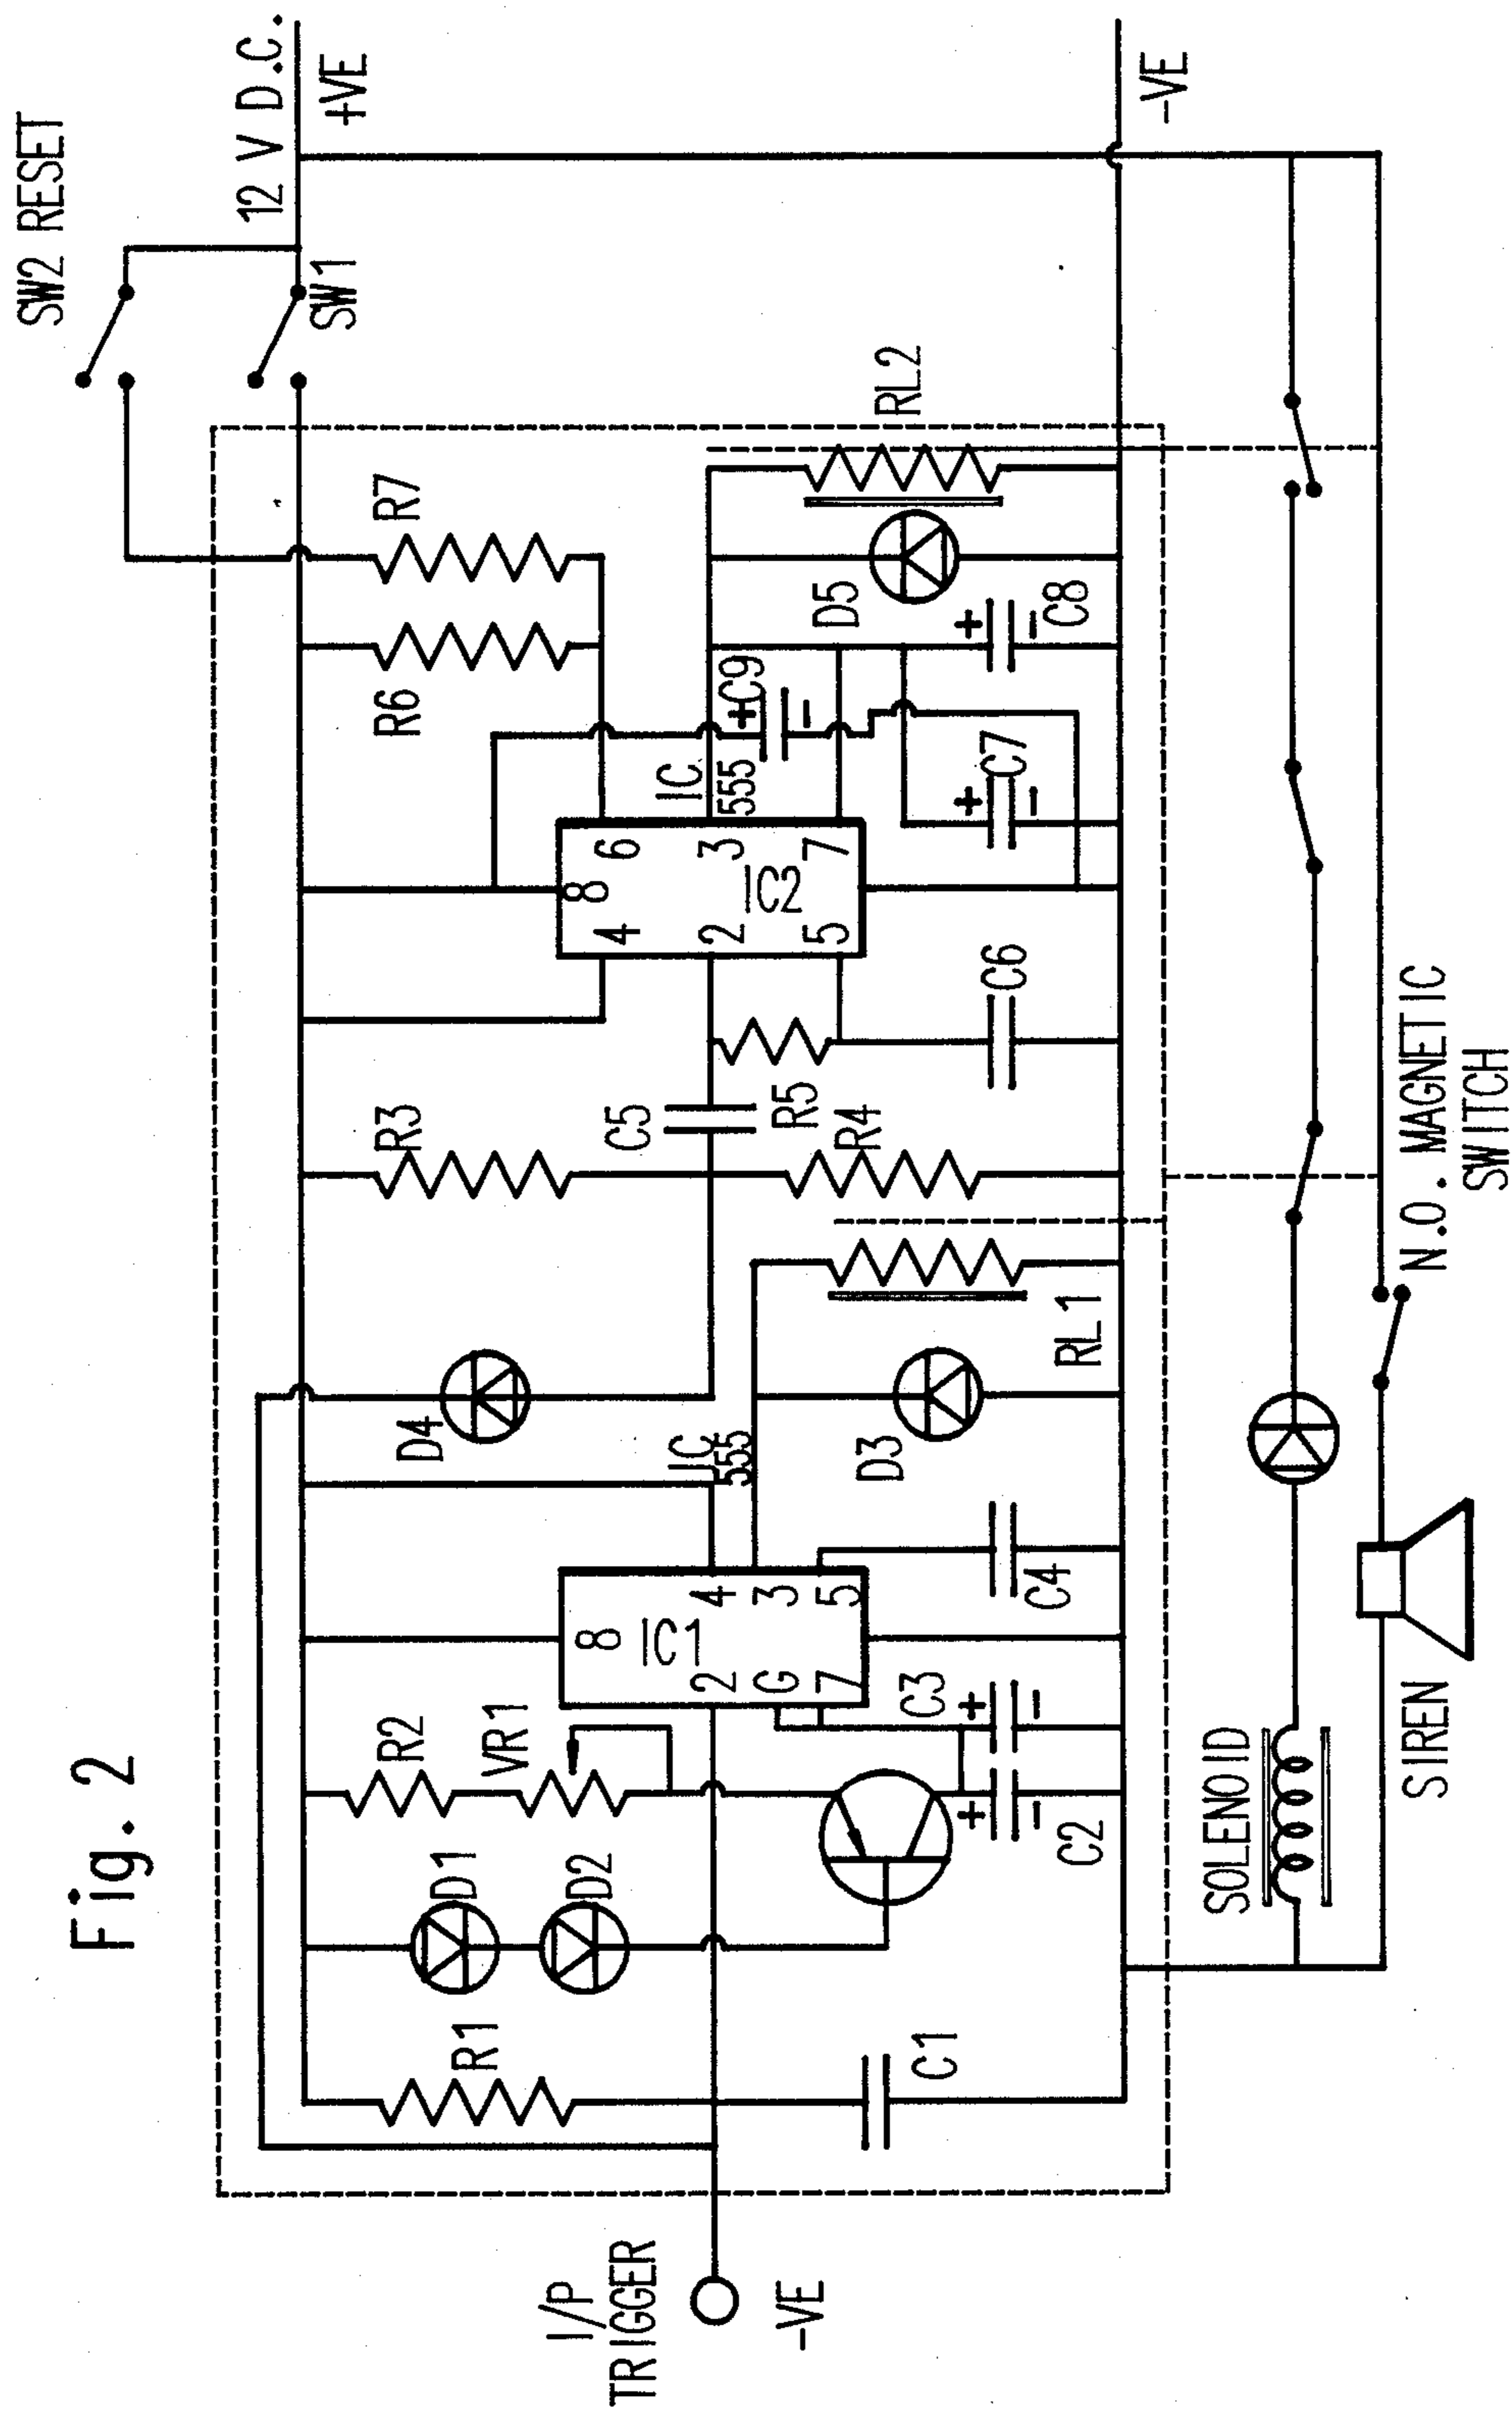 Fig. 2
SW2 RESET
12 V D.C.
+VE
SW1
R1
D1
D2
R2
VR1
D4
R3
R6
R7
I/P
TRIGGER
-VE
8
IC1
2
G
7
4
3
5
IC
555
C5
R5
R4
8
4
6
2
3
IC2
5
7
IC
555
+
C9
-
RL2
C1
+
C2
-
+
C3
-
C4
D3
RL1
C6
+
C7
-
D5
+
C8
-
-VE
SOLENOID
SIREN
N.O. MAGNETIC
SWITCH